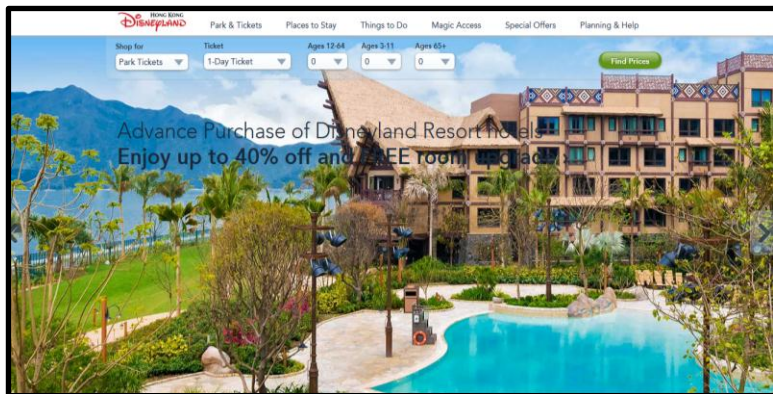 HONG KONG
DISNEYLAND
Park & Tickets Places to Stay Things to Do Magic Access Special Offers Planning & Help
Shop for Ticket Ages 12-64 Ages 3-11 Ages 65+
Park Tickets 1-Day Ticket 0 0 0 Find Prices
Advance Purchase of Disneyland Resort hotels
Enjoy up to 40% off and FREE room upgrade